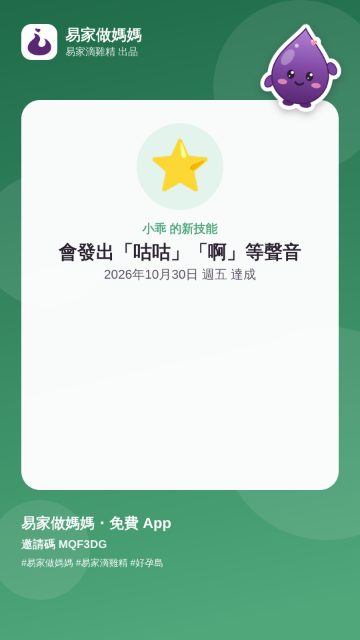 易家做媽媽
易家滴雞精 出品
小乖 的新技能
會發出「咕咕」「啊」等聲音
2026年10月30日 週五 達成
易家做媽媽・免費 App
邀請碼 MQF3DG
#易家做媽媽 #易家滴雞精 #好孕島